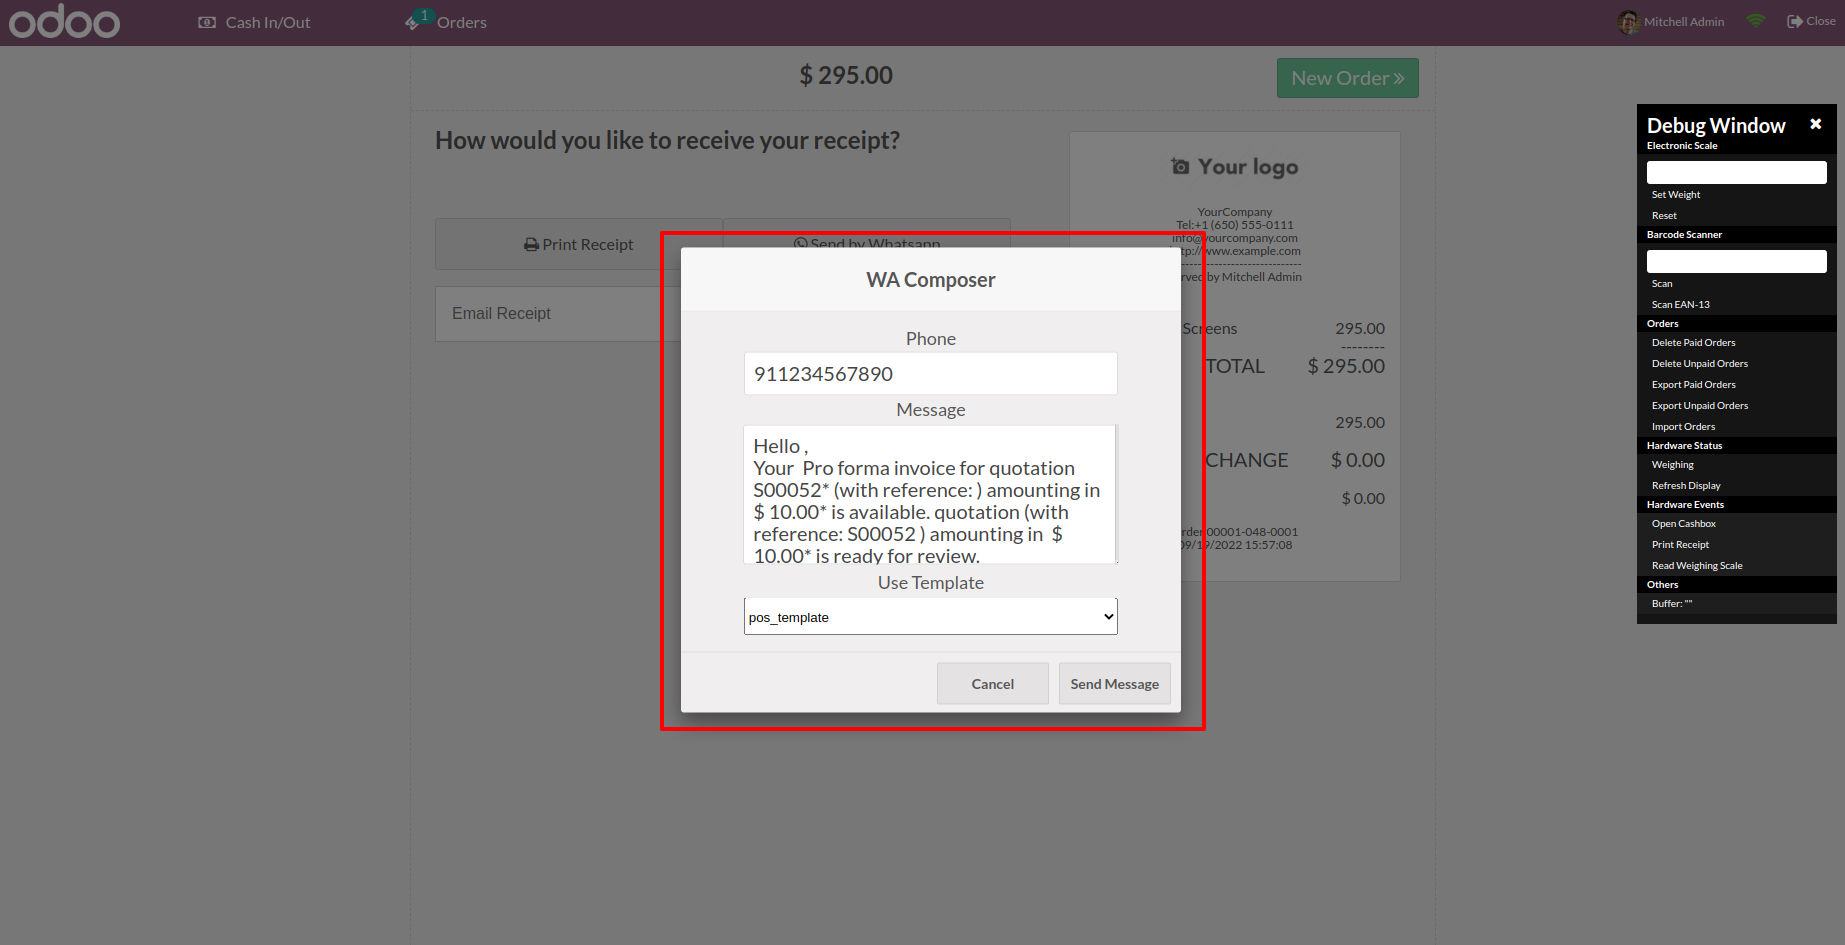 odoo
Cash In/Out
1
Orders
Mitchell Admin
Close
$ 295.00
New Order
How would you like to receive your receipt?
Print Receipt
Send by Whatsapp
Email Receipt
Your logo
YourCompany
Tel:+1 (650) 555-0111
info@yourcompany.com
ttp://www.example.com
--------------------------------
rved by Mitchell Admin
Screens 295.00
--------
TOTAL $ 295.00
295.00
CHANGE $ 0.00
$ 0.00
rder 00001-048-0001
09/19/2022 15:57:08
WA Composer
Phone
911234567890
Message
Hello ,
Your  Pro forma invoice for quotation
S00052* (with reference: ) amounting in
$ 10.00* is available. quotation (with
reference: S00052 ) amounting in  $
10.00* is ready for review.
Use Template
pos_template
Cancel
Send Message
Debug Window
Electronic Scale
Set Weight
Reset
Barcode Scanner
Scan
Scan EAN-13
Orders
Delete Paid Orders
Delete Unpaid Orders
Export Paid Orders
Export Unpaid Orders
Import Orders
Hardware Status
Weighing
Refresh Display
Hardware Events
Open Cashbox
Print Receipt
Read Weighing Scale
Others
Buffer: ""